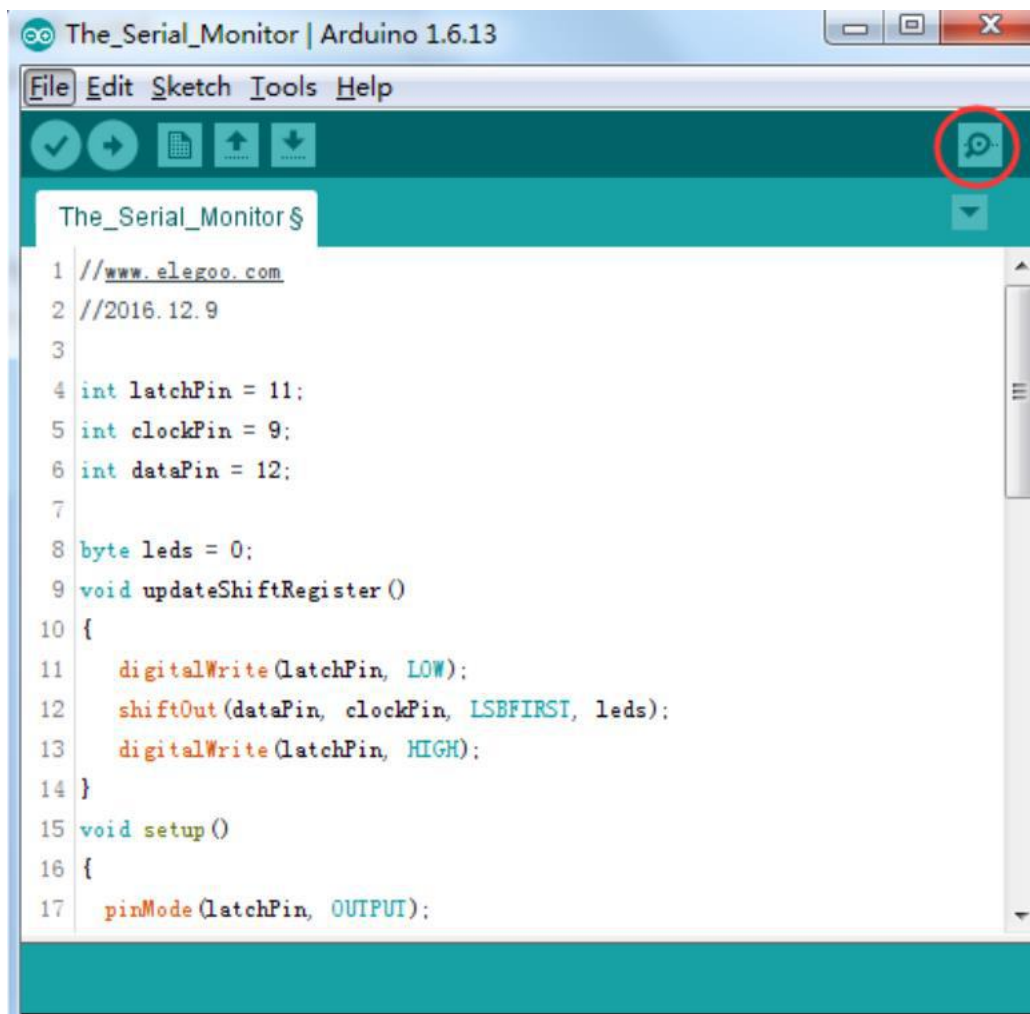 The_Serial_Monitor | Arduino 1.6.13
File Edit Sketch Tools Help
The_Serial_Monitor §
1 //www.elegoo.com
2 //2016.12.9
3
4 int latchPin = 11;
5 int clockPin = 9;
6 int dataPin = 12;
7
8 byte leds = 0;
9 void updateShiftRegister()
10 {
11 digitalWrite(latchPin, LOW);
12 shiftOut(dataPin, clockPin, LSBFIRST, leds);
13 digitalWrite(latchPin, HIGH);
14 }
15 void setup()
16 {
17 pinMode(latchPin, OUTPUT);